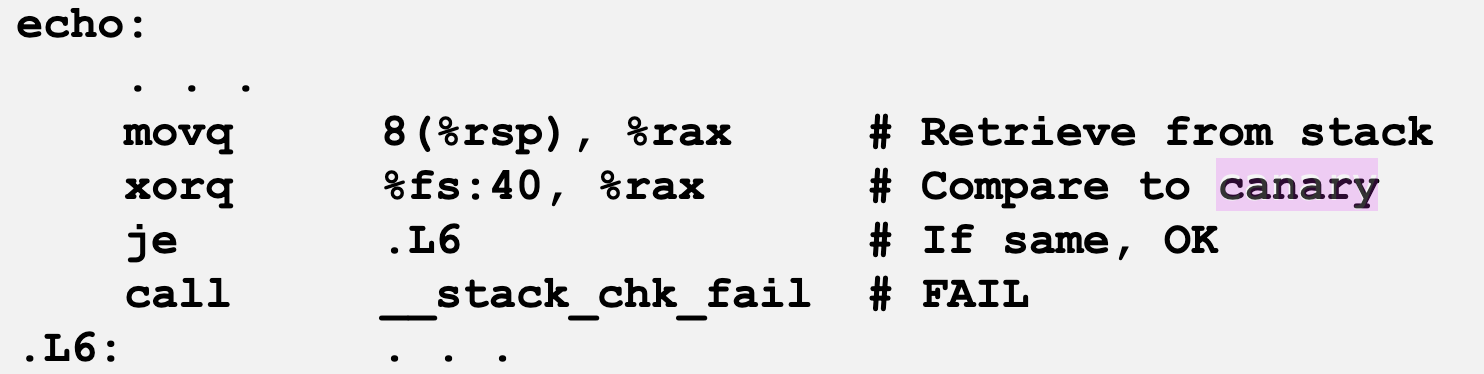 echo:
. . .
movq 8(%rsp), %rax # Retrieve from stack
xorq %fs:40, %rax # Compare to canary
je .L6 # If same, OK
call __stack_chk_fail # FAIL
.L6: . . .